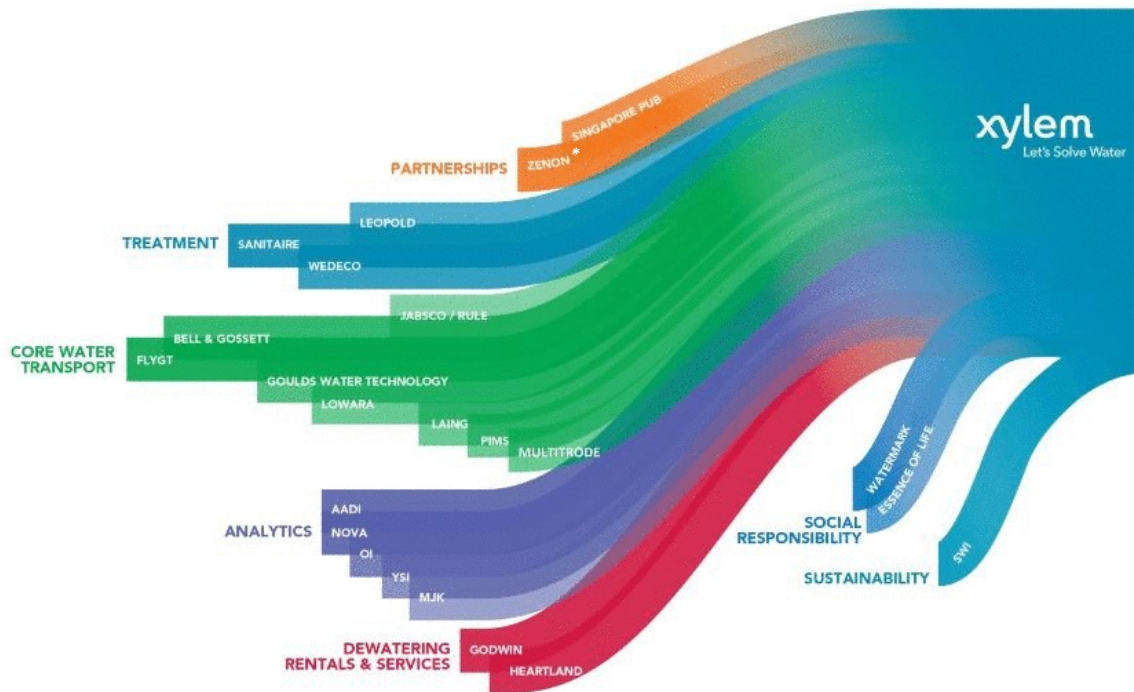 xylem
Let's Solve Water
SINGAPORE PUB
ZENON *
PARTNERSHIPS
LEOPOLD
TREATMENT
SANITAIRE
WEDECO
JABSCO / RULE
BELL & GOSSETT
CORE WATER
TRANSPORT
FLYGT
GOULDS WATER TECHNOLOGY
LOWARA
LAING
PIMS
MULTITRODE
AADI
ANALYTICS
NOVA
OI
YSI
MJK
WATERMARK
ESSENCE OF LIFE
SOCIAL
RESPONSIBILITY
SWI
SUSTAINABILITY
DEWATERING
RENTALS & SERVICES
GODWIN
HEARTLAND